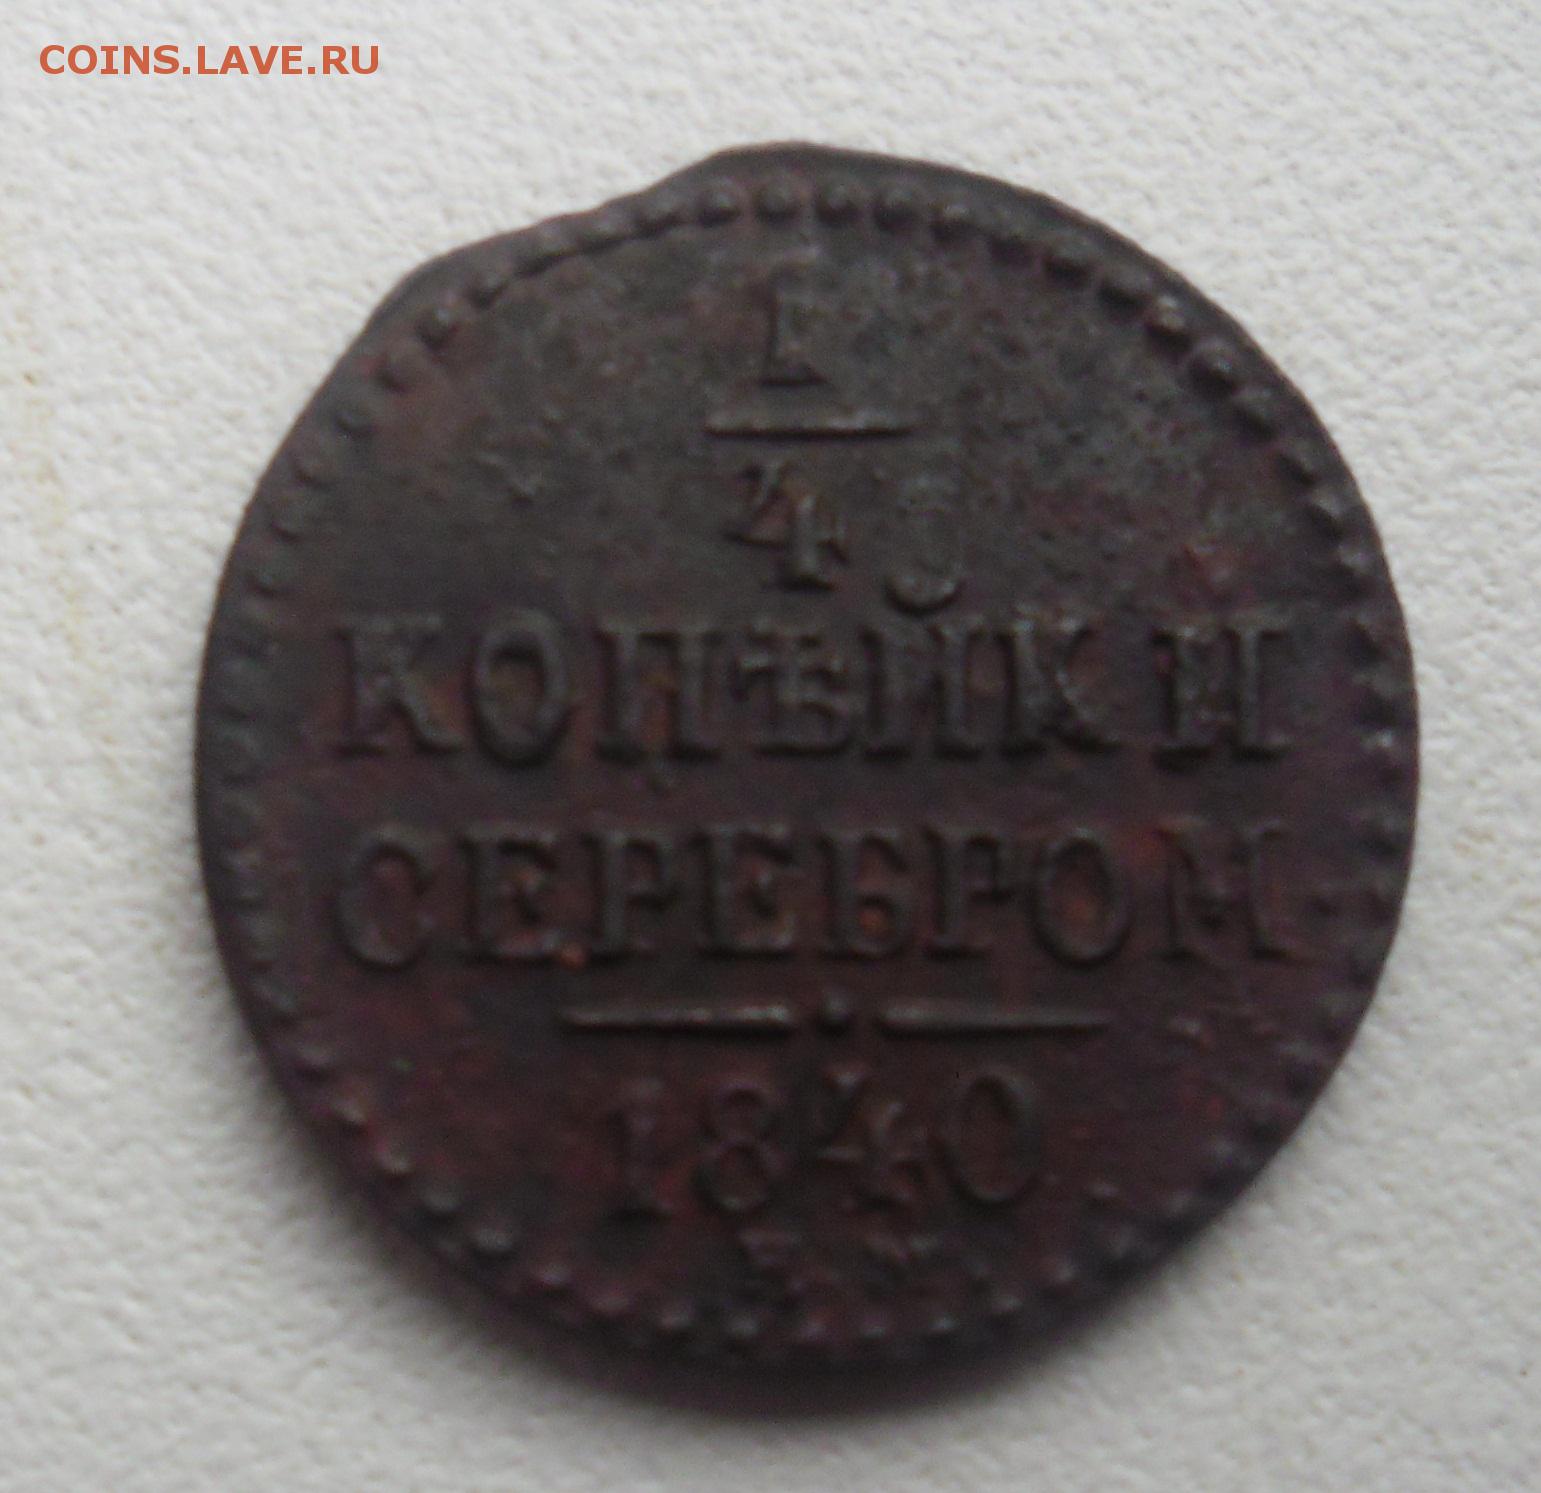 COINS.LAVE.RU
1
4
КОПѢЙКИ
СЕРЕБРОМ
1840